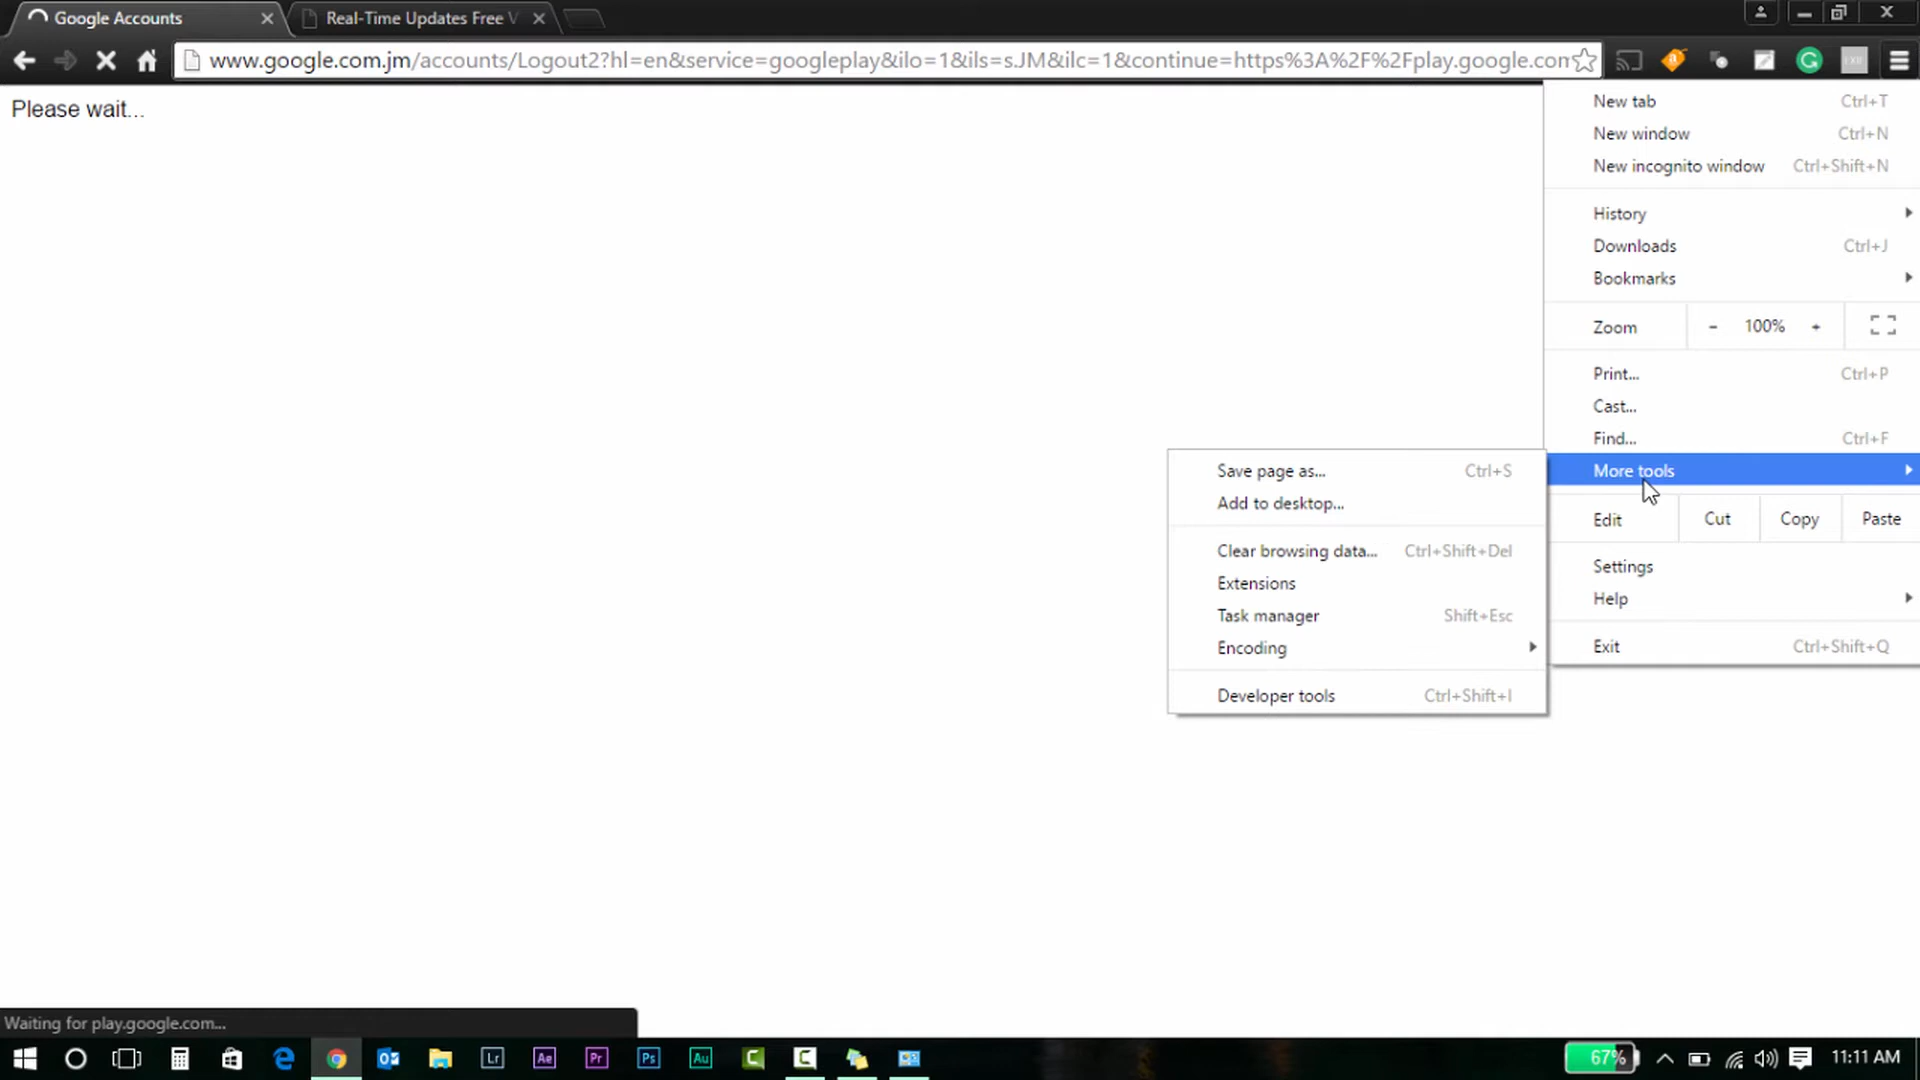 Google Accounts
Real-Time Updates Free V
www.google.com.jm/accounts/Logout2?hl=en&service=googleplay&ilo=1&ils=s.JM&ilc=1&continue=https%3A%2F%2Fplay.google.com
Please wait...
New tab Ctrl+T
New window Ctrl+N
New incognito window Ctrl+Shift+N
History
Downloads Ctrl+J
Bookmarks
Zoom - 100% +
Print... Ctrl+P
Cast...
Find... Ctrl+F
More tools
Edit Cut Copy Paste
Settings
Help
Exit Ctrl+Shift+Q
Save page as... Ctrl+S
Add to desktop...
Clear browsing data... Ctrl+Shift+Del
Extensions
Task manager Shift+Esc
Encoding
Developer tools Ctrl+Shift+I
Waiting for play.google.com...
Lr Ae Pr Ps Au
67% 11:11 AM